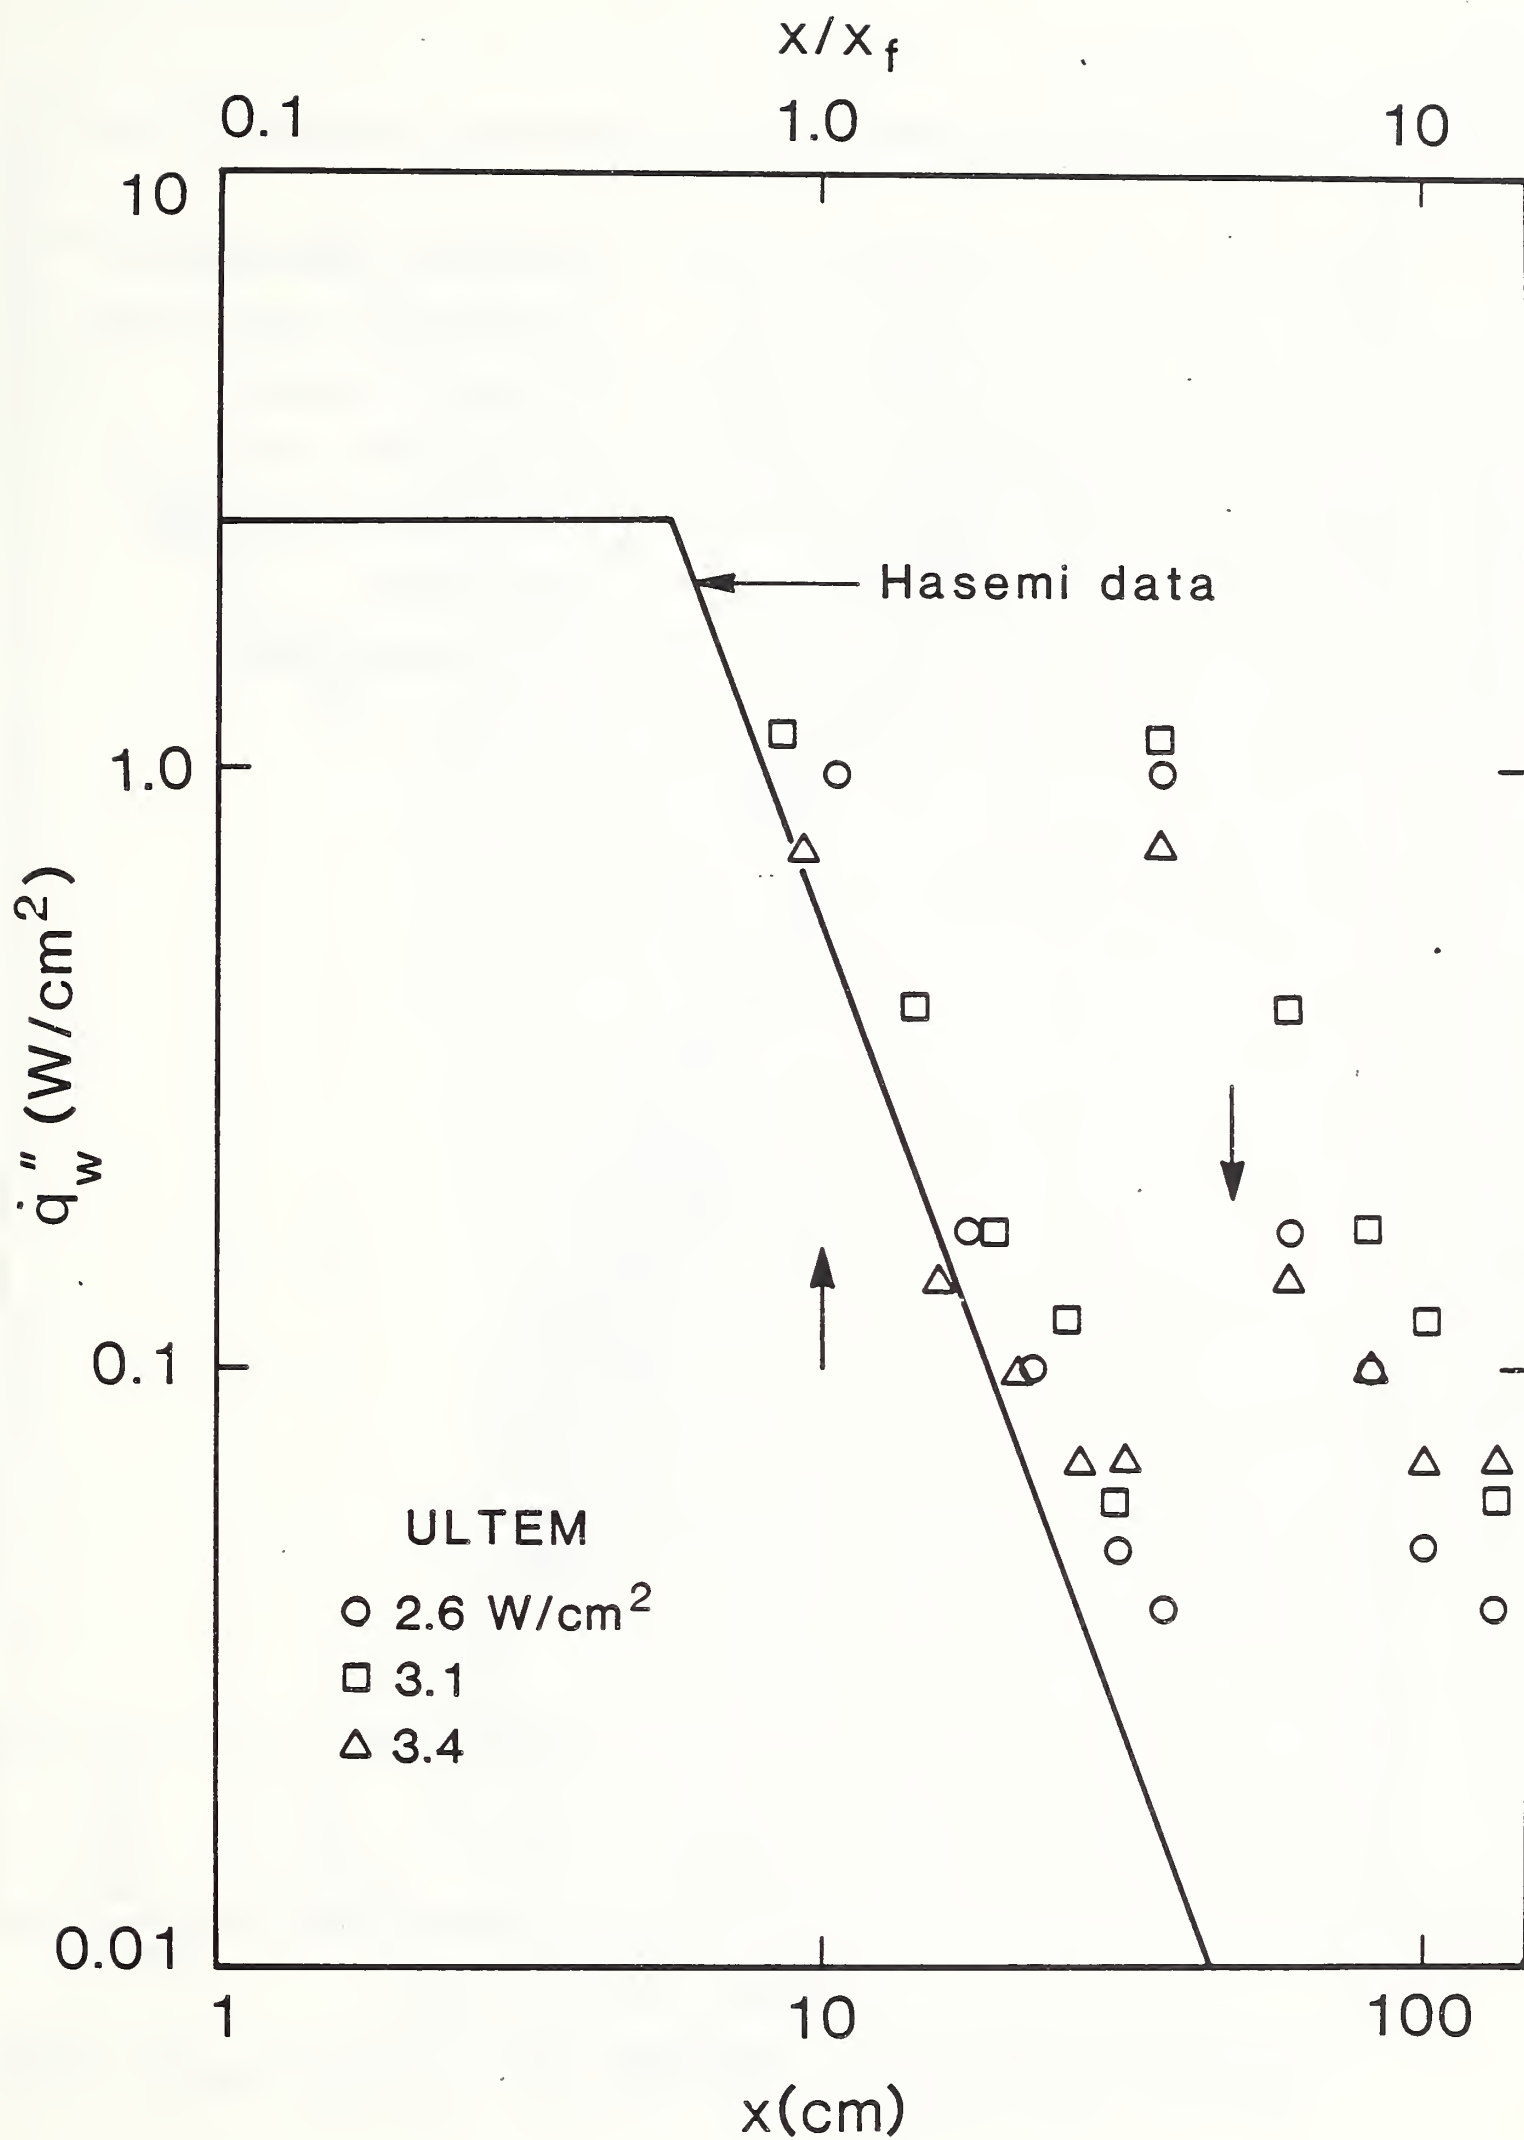 x/x_f
0.1 1.0 10
10
1.0
0.1
0.01
q̇_w″ (W/cm²)
Hasemi data
ULTEM
○ 2.6 W/cm²
□ 3.1
△ 3.4
1 10 100
x(cm)